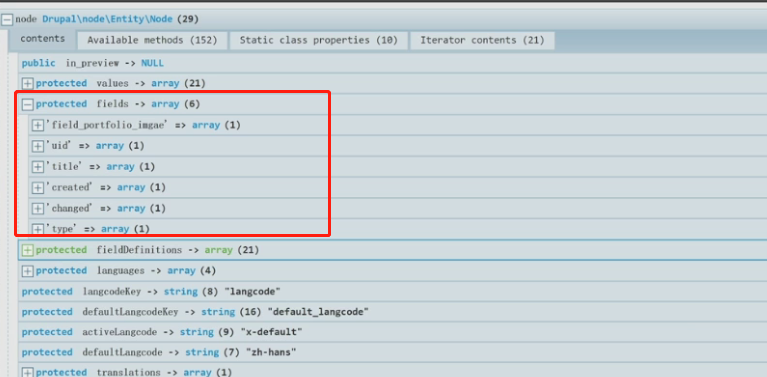 node Drupal\node\Entity\Node (29)
contents Available methods (152) Static class properties (10) Iterator contents (21)
public in_preview -> NULL
protected values -> array (21)
protected fields -> array (6)
'field_portfolio_imgae' => array (1)
'uid' => array (1)
'title' => array (1)
'created' => array (1)
'changed' => array (1)
'type' => array (1)
protected fieldDefinitions -> array (21)
protected languages -> array (4)
protected langcodeKey -> string (8) "langcode"
protected defaultLangcodeKey -> string (16) "default_langcode"
protected activeLangcode -> string (9) "x-default"
protected defaultLangcode -> string (7) "zh-hans"
protected translations -> array (1)